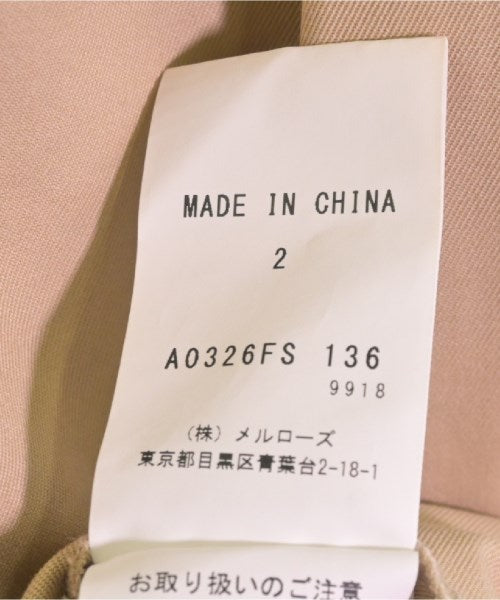 MADE IN CHINA
2
A0326FS 136
9918
(株) メルローズ
東京都目黒区青葉台2-18-1
お取り扱いのご注意